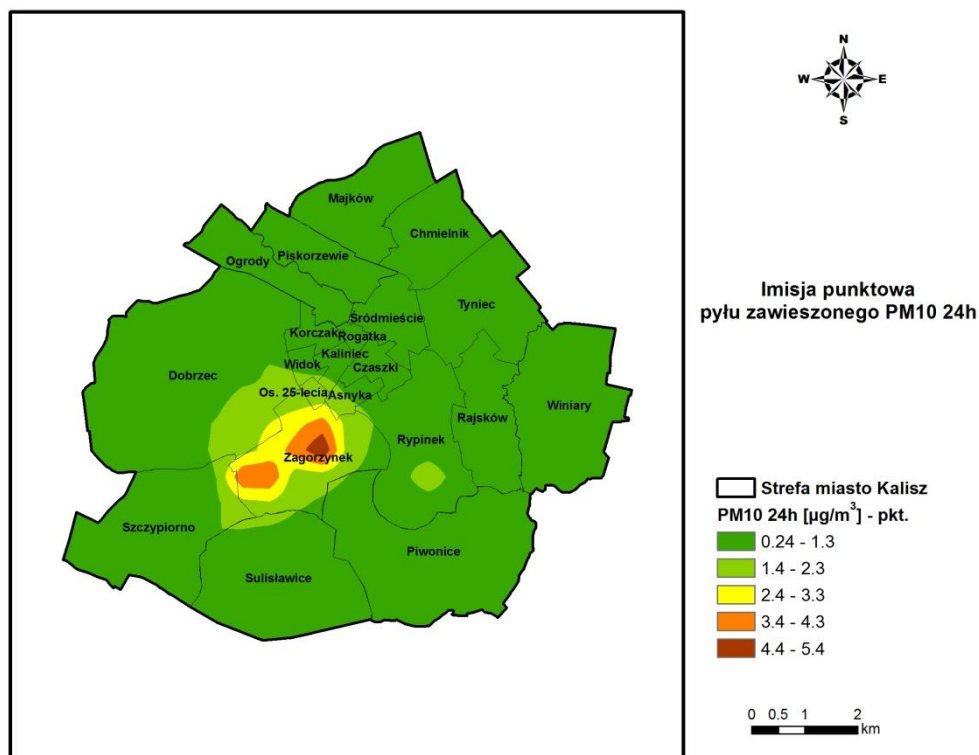 N
W E
S
Imisja punktowa
pyłu zawieszonego PM10 24h
Majków
Chmielnik
Piskorzewie
Ogrody
Tyniec
Śródmieście
Korczak
Rogatka
Kaliniec
Widok
Czaszki
Dobrzec
Os. 25-lecia
Asnyka
Winiary
Rajsków
Rypinek
Zagorzynek
Szczypiorno
Piwonice
Sulisławice
Strefa miasto Kalisz
PM10 24h [µg/m³] - pkt.
0.24 - 1.3
1.4 - 2.3
2.4 - 3.3
3.4 - 4.3
4.4 - 5.4
0 0.5 1 2
km